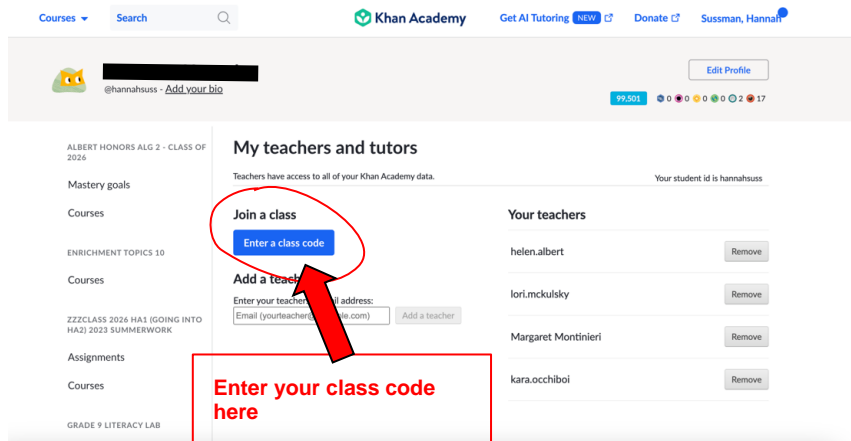 Courses Search Khan Academy Get AI Tutoring NEW Donate Sussman, Hannah
Edit Profile
@hannahsuss - Add your bio
99,501 0 0 0 0 2 17
ALBERT HONORS ALG 2 - CLASS OF
2026
Mastery goals
Courses
ENRICHMENT TOPICS 10
Courses
ZZZCLASS 2026 HA1 (GOING INTO
HA2) 2023 SUMMERWORK
Assignments
Courses
GRADE 9 LITERACY LAB
My teachers and tutors
Teachers have access to all of your Khan Academy data.
Your student id is hannahsuss
Join a class
Enter a class code
Add a teach
Enter your teacher il address:
Email (yourteacher@ le.com) Add a teacher
Enter your class code
here
Your teachers
helen.albert Remove
lori.mckulsky Remove
Margaret Montinieri Remove
kara.occhiboi Remove